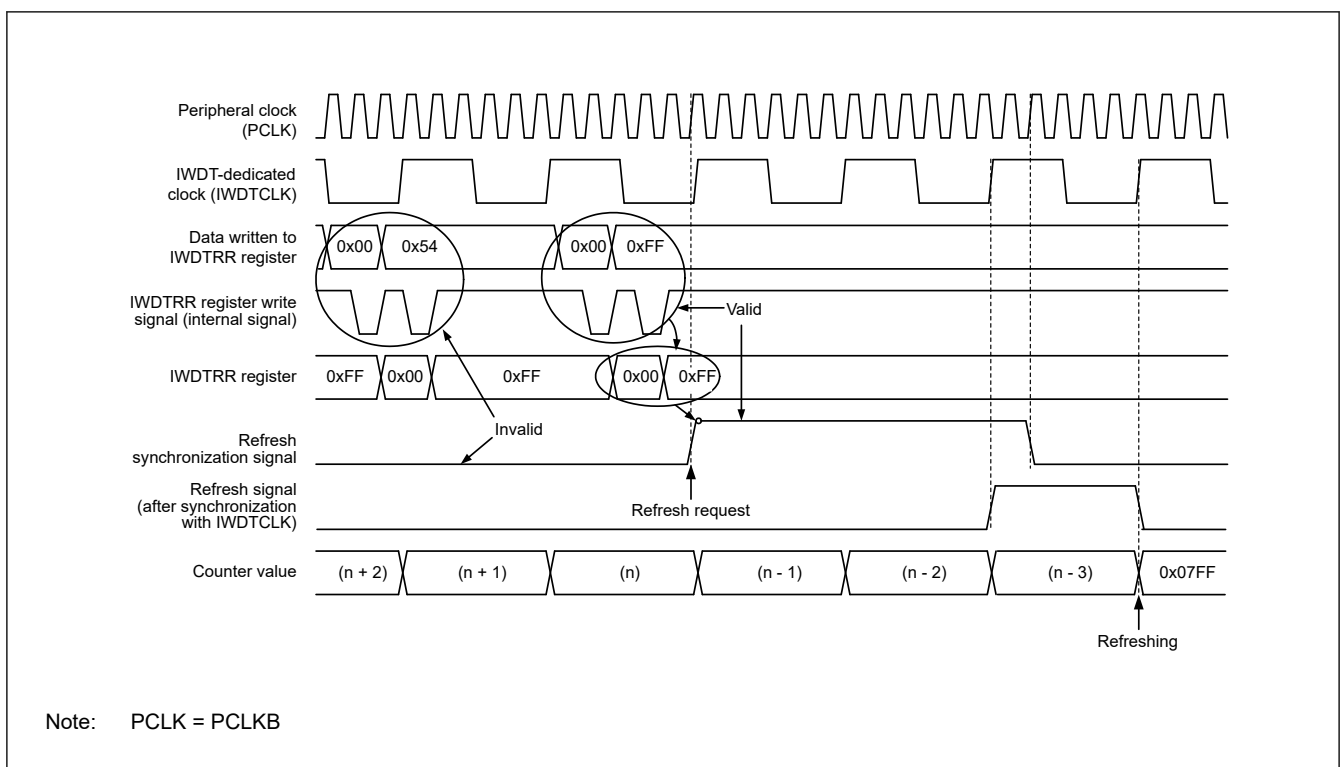 Peripheral clock
(PCLK)
IWDT-dedicated
clock (IWDTCLK)
Data written to
IWDTRR register
0x00 0x54 0x00 0xFF
IWDTRR register write
signal (internal signal)
Valid
IWDTRR register
0xFF 0x00 0xFF 0x00 0xFF
Invalid
Refresh
synchronization signal
Refresh signal
(after synchronization
with IWDTCLK)
Refresh request
Counter value
(n + 2) (n + 1) (n) (n - 1) (n - 2) (n - 3) 0x07FF
Refreshing
Note: PCLK = PCLKB